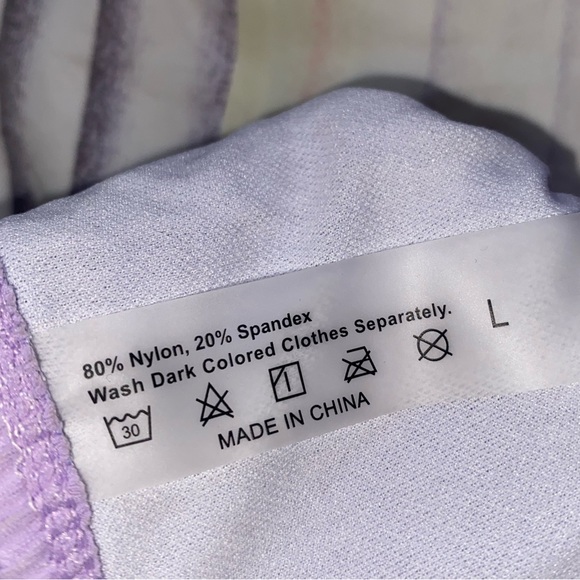 80% Nylon, 20% Spandex
Wash Dark Colored Clothes Separately.
L
30
MADE IN CHINA